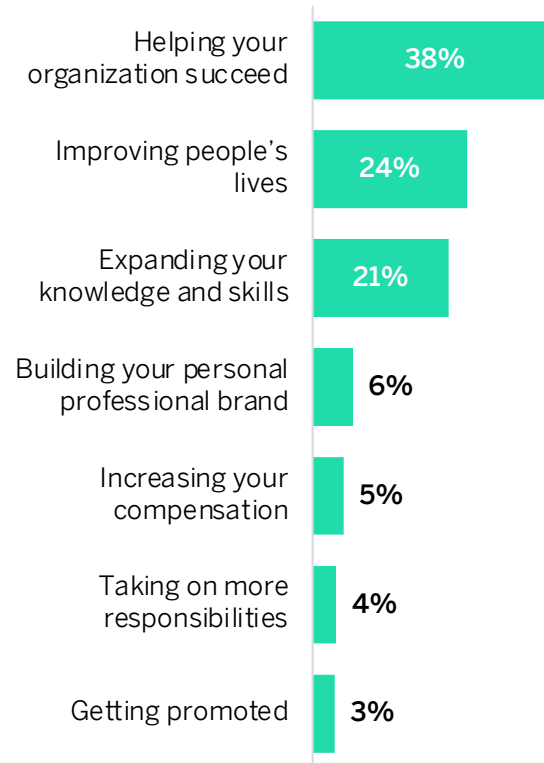 Helping your
organization succeed
38%
Improving people's
lives
24%
Expanding your
knowledge and skills
21%
Building your personal
professional brand
6%
Increasing your
compensation
5%
Taking on more
responsibilities
4%
Getting promoted
3%